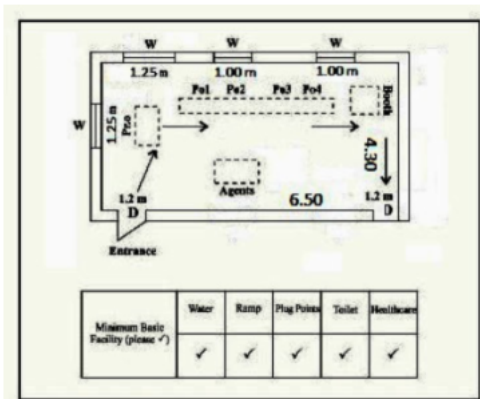 W W W
1.25 m 1.00 m 1.00 m
Po1 Po2 Po3 Po4
Booth
W
1.25 m
Pr.o
4.30
Agents
1.2 m
D
6.50
1.2 m
D
Entrance
Minimum Basic
Facility (please ✓)
Water Ramp Plug Points Toilet Healthcare
✓ ✓ ✓ ✓ ✓